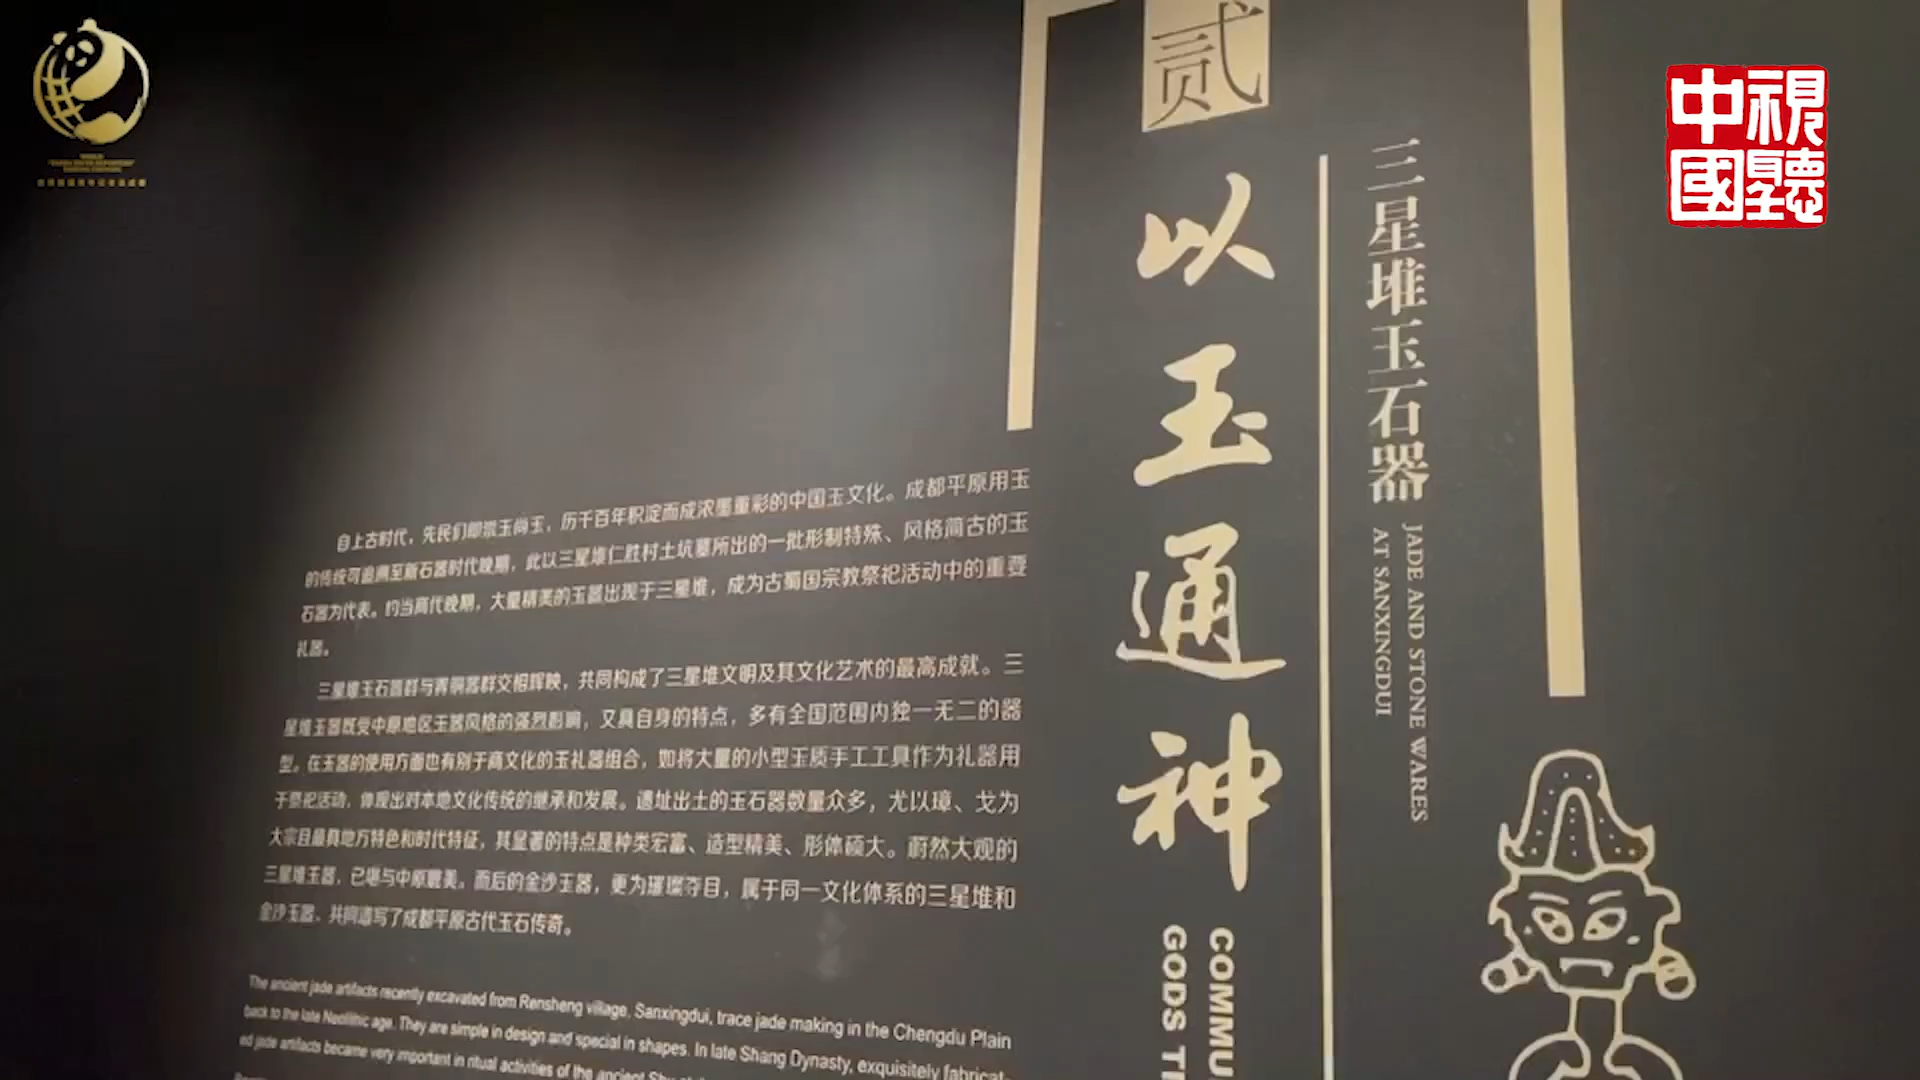 贰
以玉通神
三星堆玉石器
JADE AND STONE WARES
AT SANXINGDUI
COMMU
GODS T
自上古时代，先民们即崇玉尚玉，历千百年积淀而成浓墨重彩的中国玉文化。成都平原用玉
的传统可追溯至新石器时代晚期，此以三星堆仁胜村土坑墓所出的一批形制特殊、风格简古的玉
石器为代表。约当商代晚期，大量精美的玉器出现于三星堆，成为古蜀国宗教祭祀活动中的重要
礼器。
三星堆玉石器群与青铜器群交相辉映，共同构成了三星堆文明及其文化艺术的最高成就。三
星堆玉器既受中原地区玉器风格的强烈影响，又具自身的特点，多有全国范围内独一无二的器
型。在玉器的使用方面也有别于商文化的玉礼器组合，如将大量的小型玉质手工工具作为礼器用
于祭祀活动，体现出对本地文化传统的继承和发展。遗址出土的玉石器数量众多，尤以璋、戈为
大宗且最具地方特色和时代特征，其显著的特点是种类宏富、造型精美、形体硕大。蔚然大观的
三星堆玉器，已堪与中原媲美。而后的金沙玉器，更为璀璨夺目，属于同一文化体系的三星堆和
金沙玉器，共同谱写了成都平原古代玉石传奇。
The ancient jade artifacts recently excavated from Rensheng village, Sanxingdui, trace jade making in the Chengdu Plain
back to the late Neolithic age. They are simple in design and special in shapes. In late Shang Dynasty, exquisitely fabricat-
ed jade artifacts became very important in ritual activities of the ancient
中國
視聽